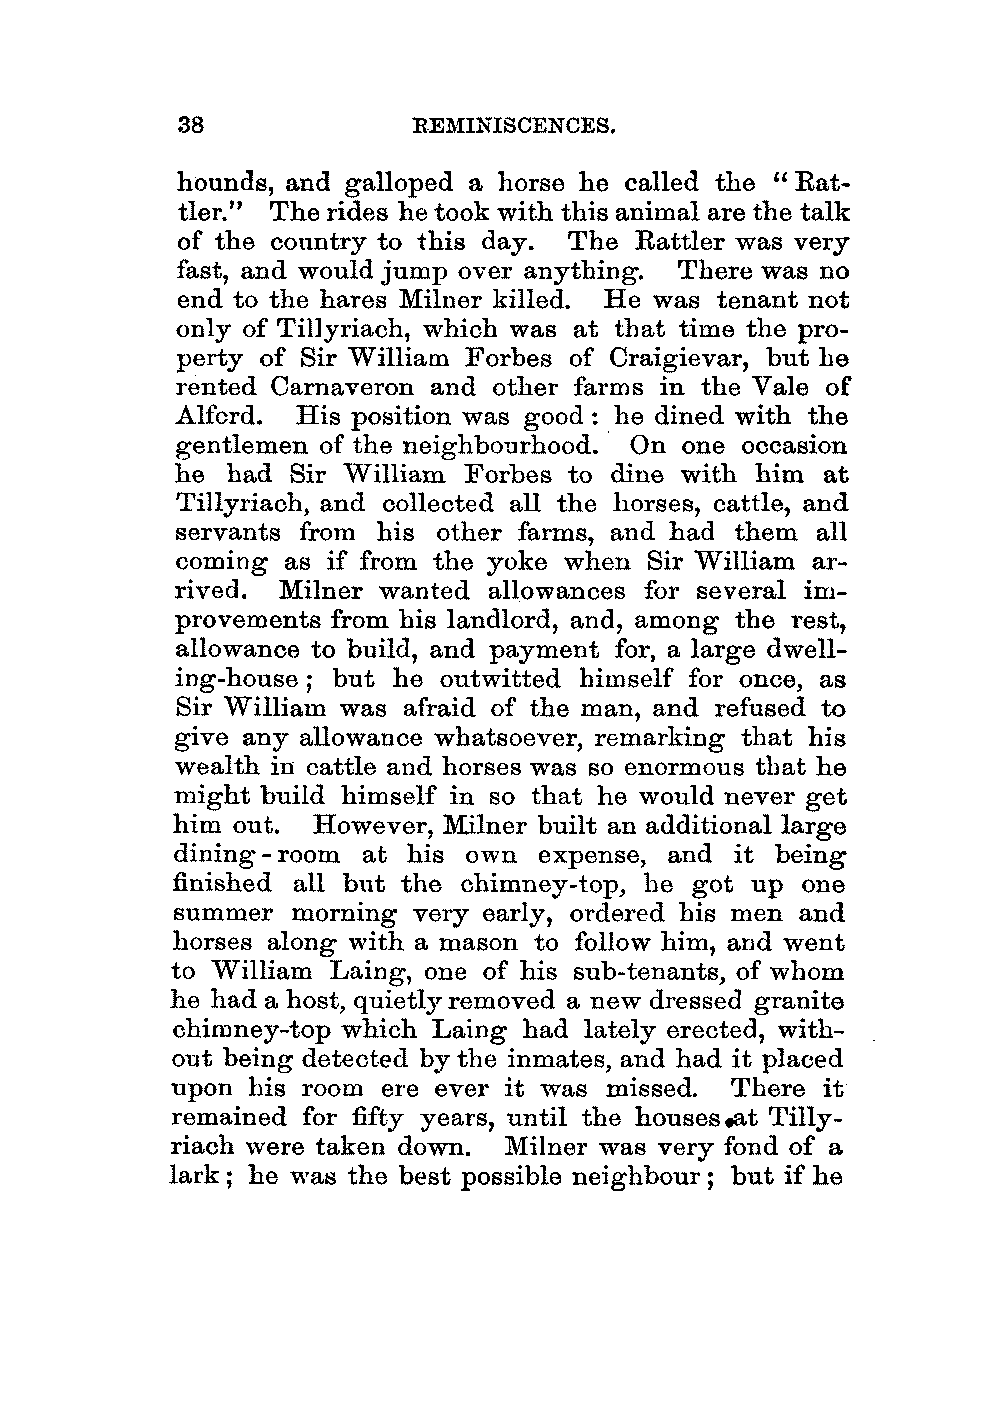 38 REMINISCENCES.
hounds, and galloped a horse he called the “Rat-
tler.” The rides he took with this animal are the talk
of the country to this day. The Rattler was very
fast, and would jump over anything. There was no
end to the hares Milner killed. He was tenant not
only of Tillyriach, which was at that time the pro-
perty of Sir William Forbes of Craigievar, but he
rented Carnaveron and other farms in the Vale of
Alford. His position was good : he dined with the
gentlemen of the neighbourhood. On one occasion
he had Sir William Forbes to dine with him at
Tillyriach, and collected all the horses, cattle, and
servants from his other farms, and had them all
coming as if from the yoke when Sir William ar-
rived. Milner wanted allowances for several im-
provements from his landlord, and, among the rest,
allowance to build, and payment for, a large dwell-
ing-house ; but he outwitted himself for once, as
Sir William was afraid of the man, and refused to
give any allowance whatsoever, remarking that his
wealth in cattle and horses was so enormous that he
might build himself in so that he would never get
him out. However, Milner built an additional large
dining-room at his own expense, and it being
finished all but the chimney-top, he got up one
summer morning very early, ordered his men and
horses along with a mason to follow him, and went
to William Laing, one of his sub-tenants, of whom
he had a host, quietly removed a new dressed granite
chimney-top which Laing had lately erected, with-
out being detected by the inmates, and had it placed
upon his room ere ever it was missed. There it
remained for fifty years, until the houses at Tilly-
riach were taken down. Milner was very fond of a
lark ; he was the best possible neighbour ; but if he